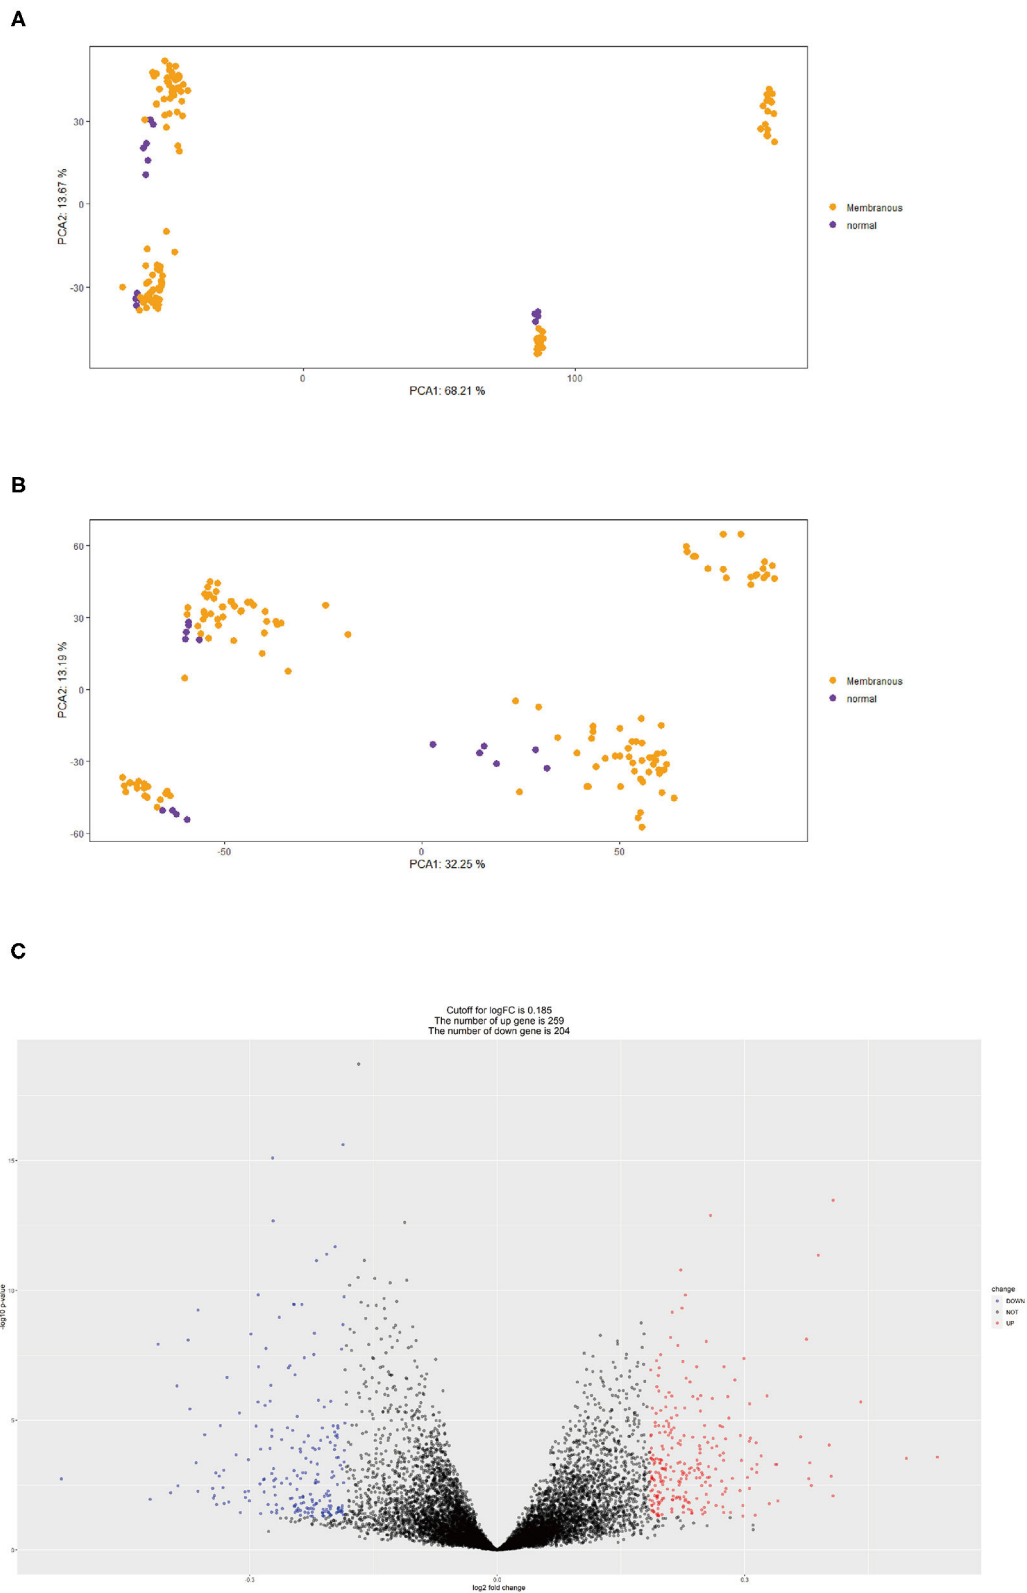 A
30
0
-30
PCA2: 13.67 %
0
100
PCA1: 68.21 %
Membranous
normal
B
60
30
0
-30
-60
PCA2: 13.19 %
-50
0
50
PCA1: 32.25 %
Membranous
normal
C
Cutoff for logFC is 0.185
The number of up gene is 259
The number of down gene is 204
15
10
5
0
-log10 p-value
-0.3
0.0
0.3
log2 fold change
change
DOWN
NOT
UP